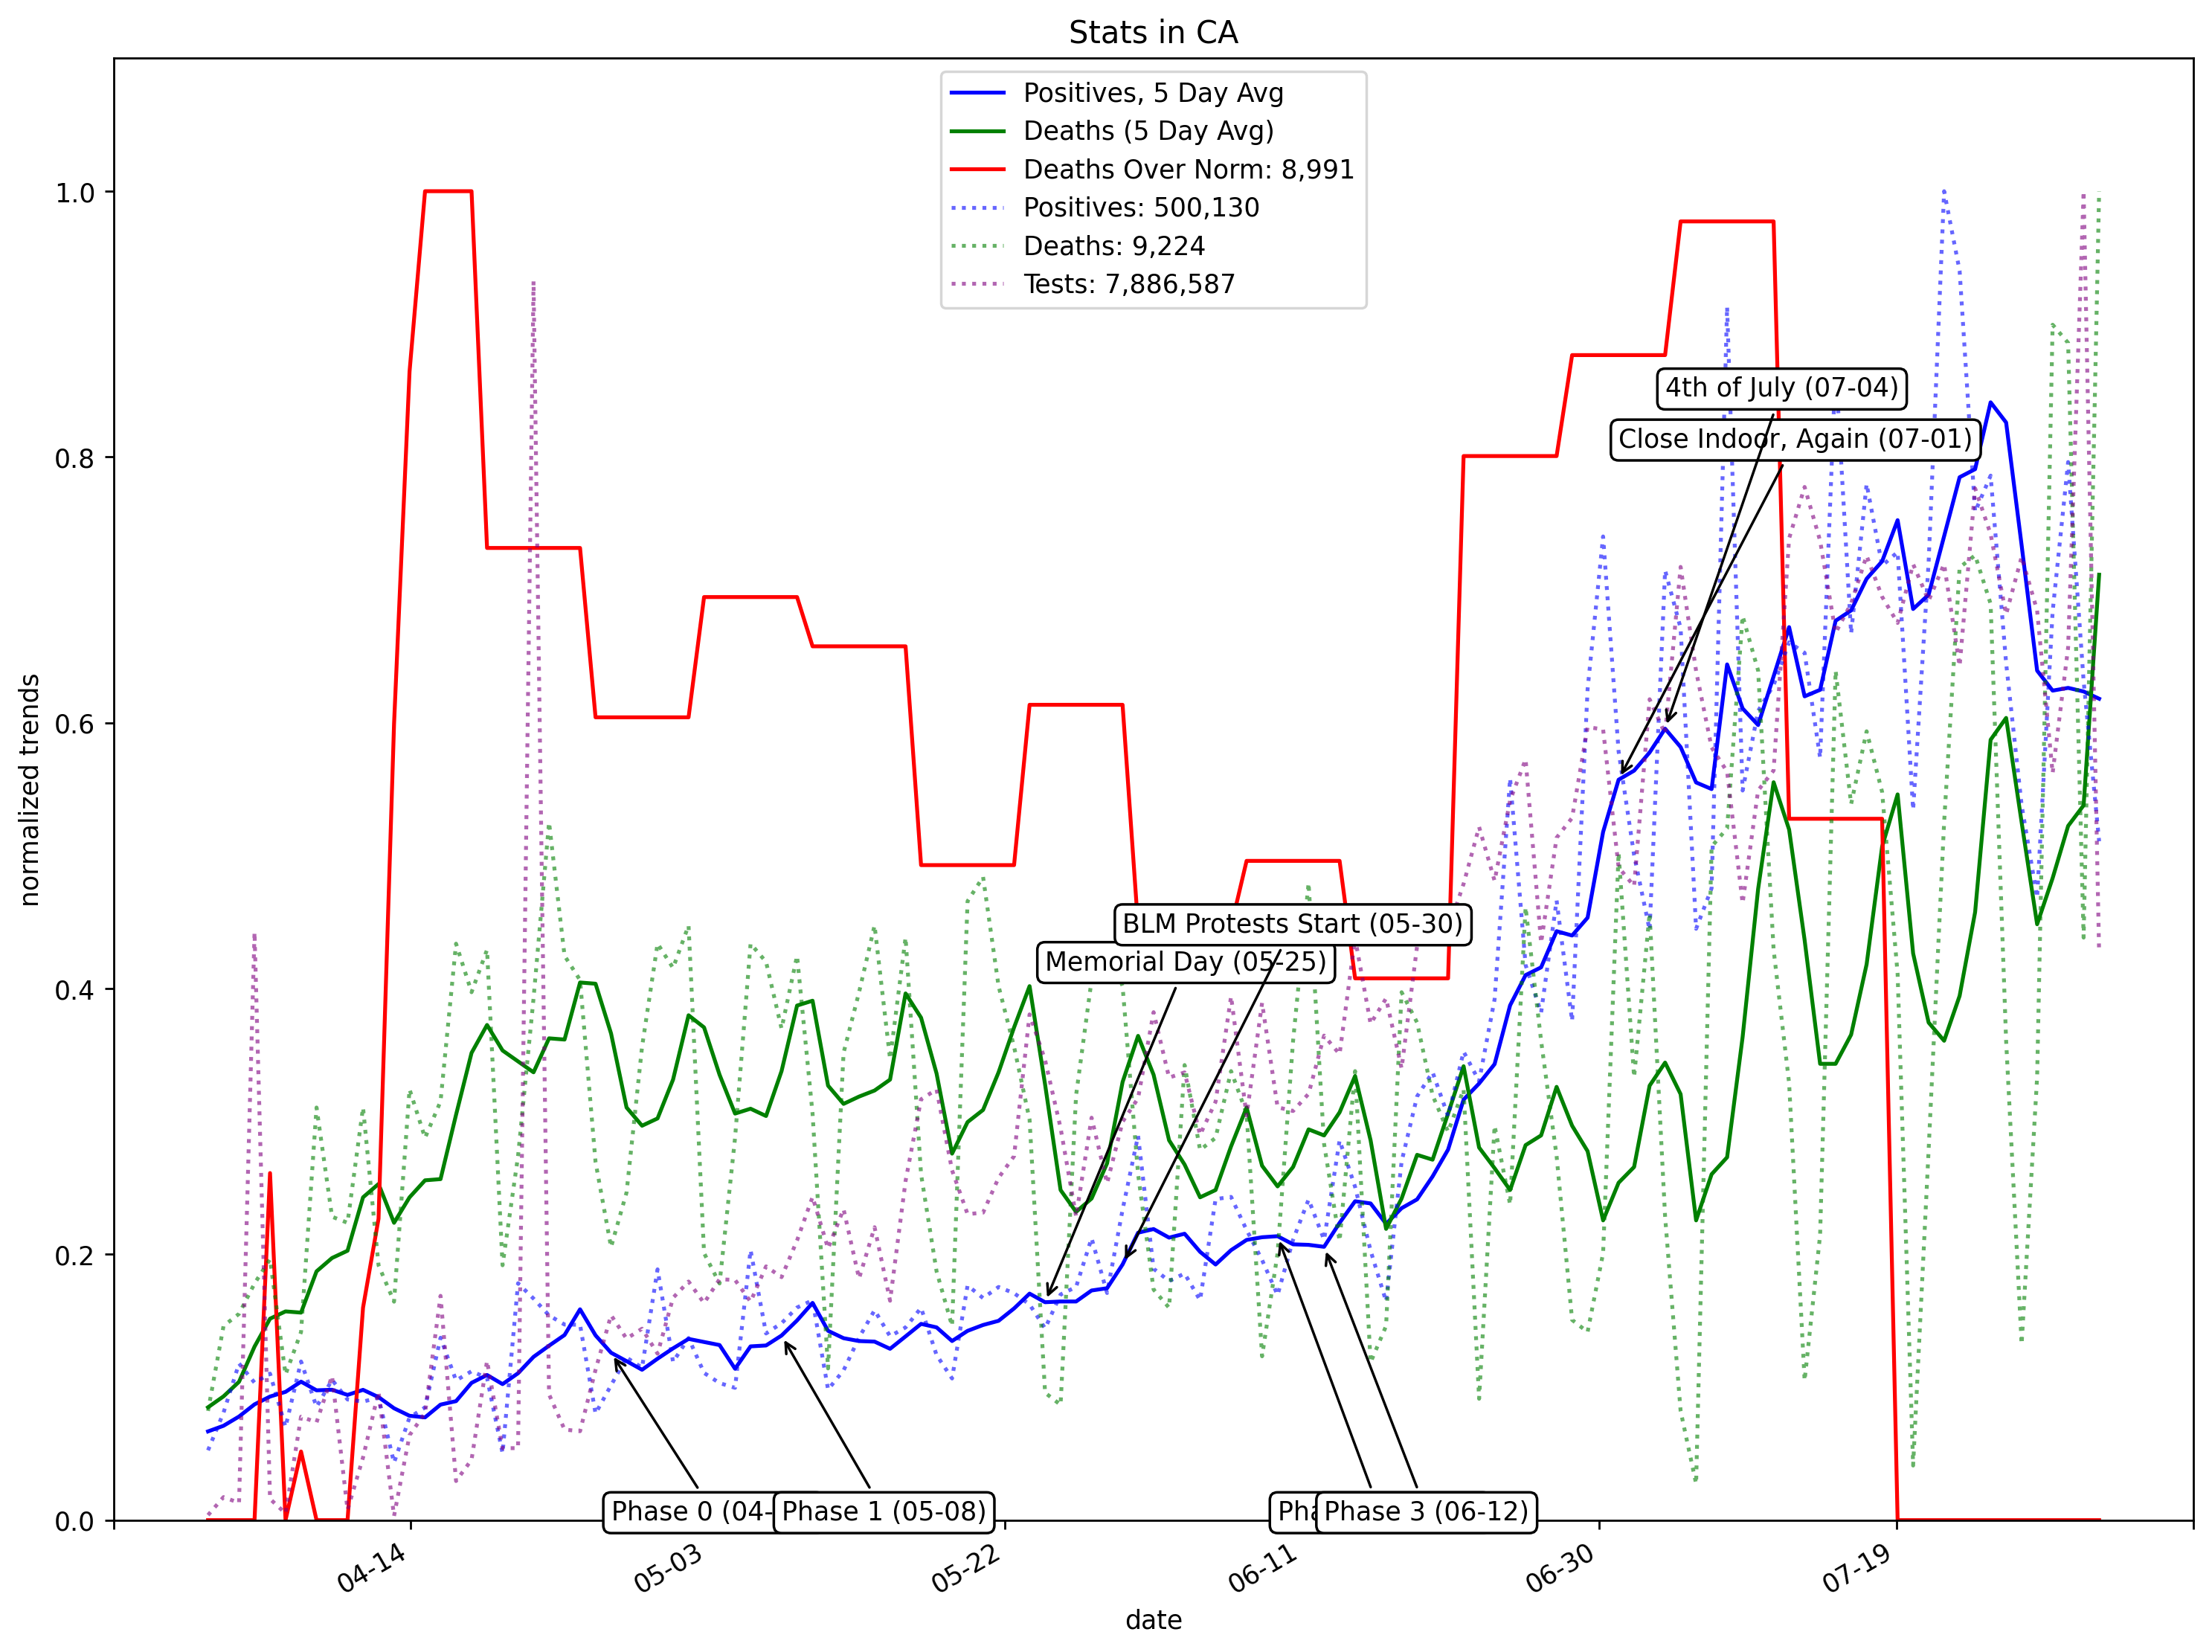 Stats in CA
Positives, 5 Day Avg
Deaths (5 Day Avg)
Deaths Over Norm: 8,991
Positives: 500,130
Deaths: 9,224
Tests: 7,886,587
1.0
0.8
0.6
0.4
0.2
0.0
normalized trends
4th of July (07-04)
Close Indoor, Again (07-01)
BLM Protests Start (05-30)
Memorial Day (05-25)
Phase 0 (04-
Phase 1 (05-08)
Pha
Phase 3 (06-12)
04-14
05-03
05-22
06-11
06-30
07-19
date